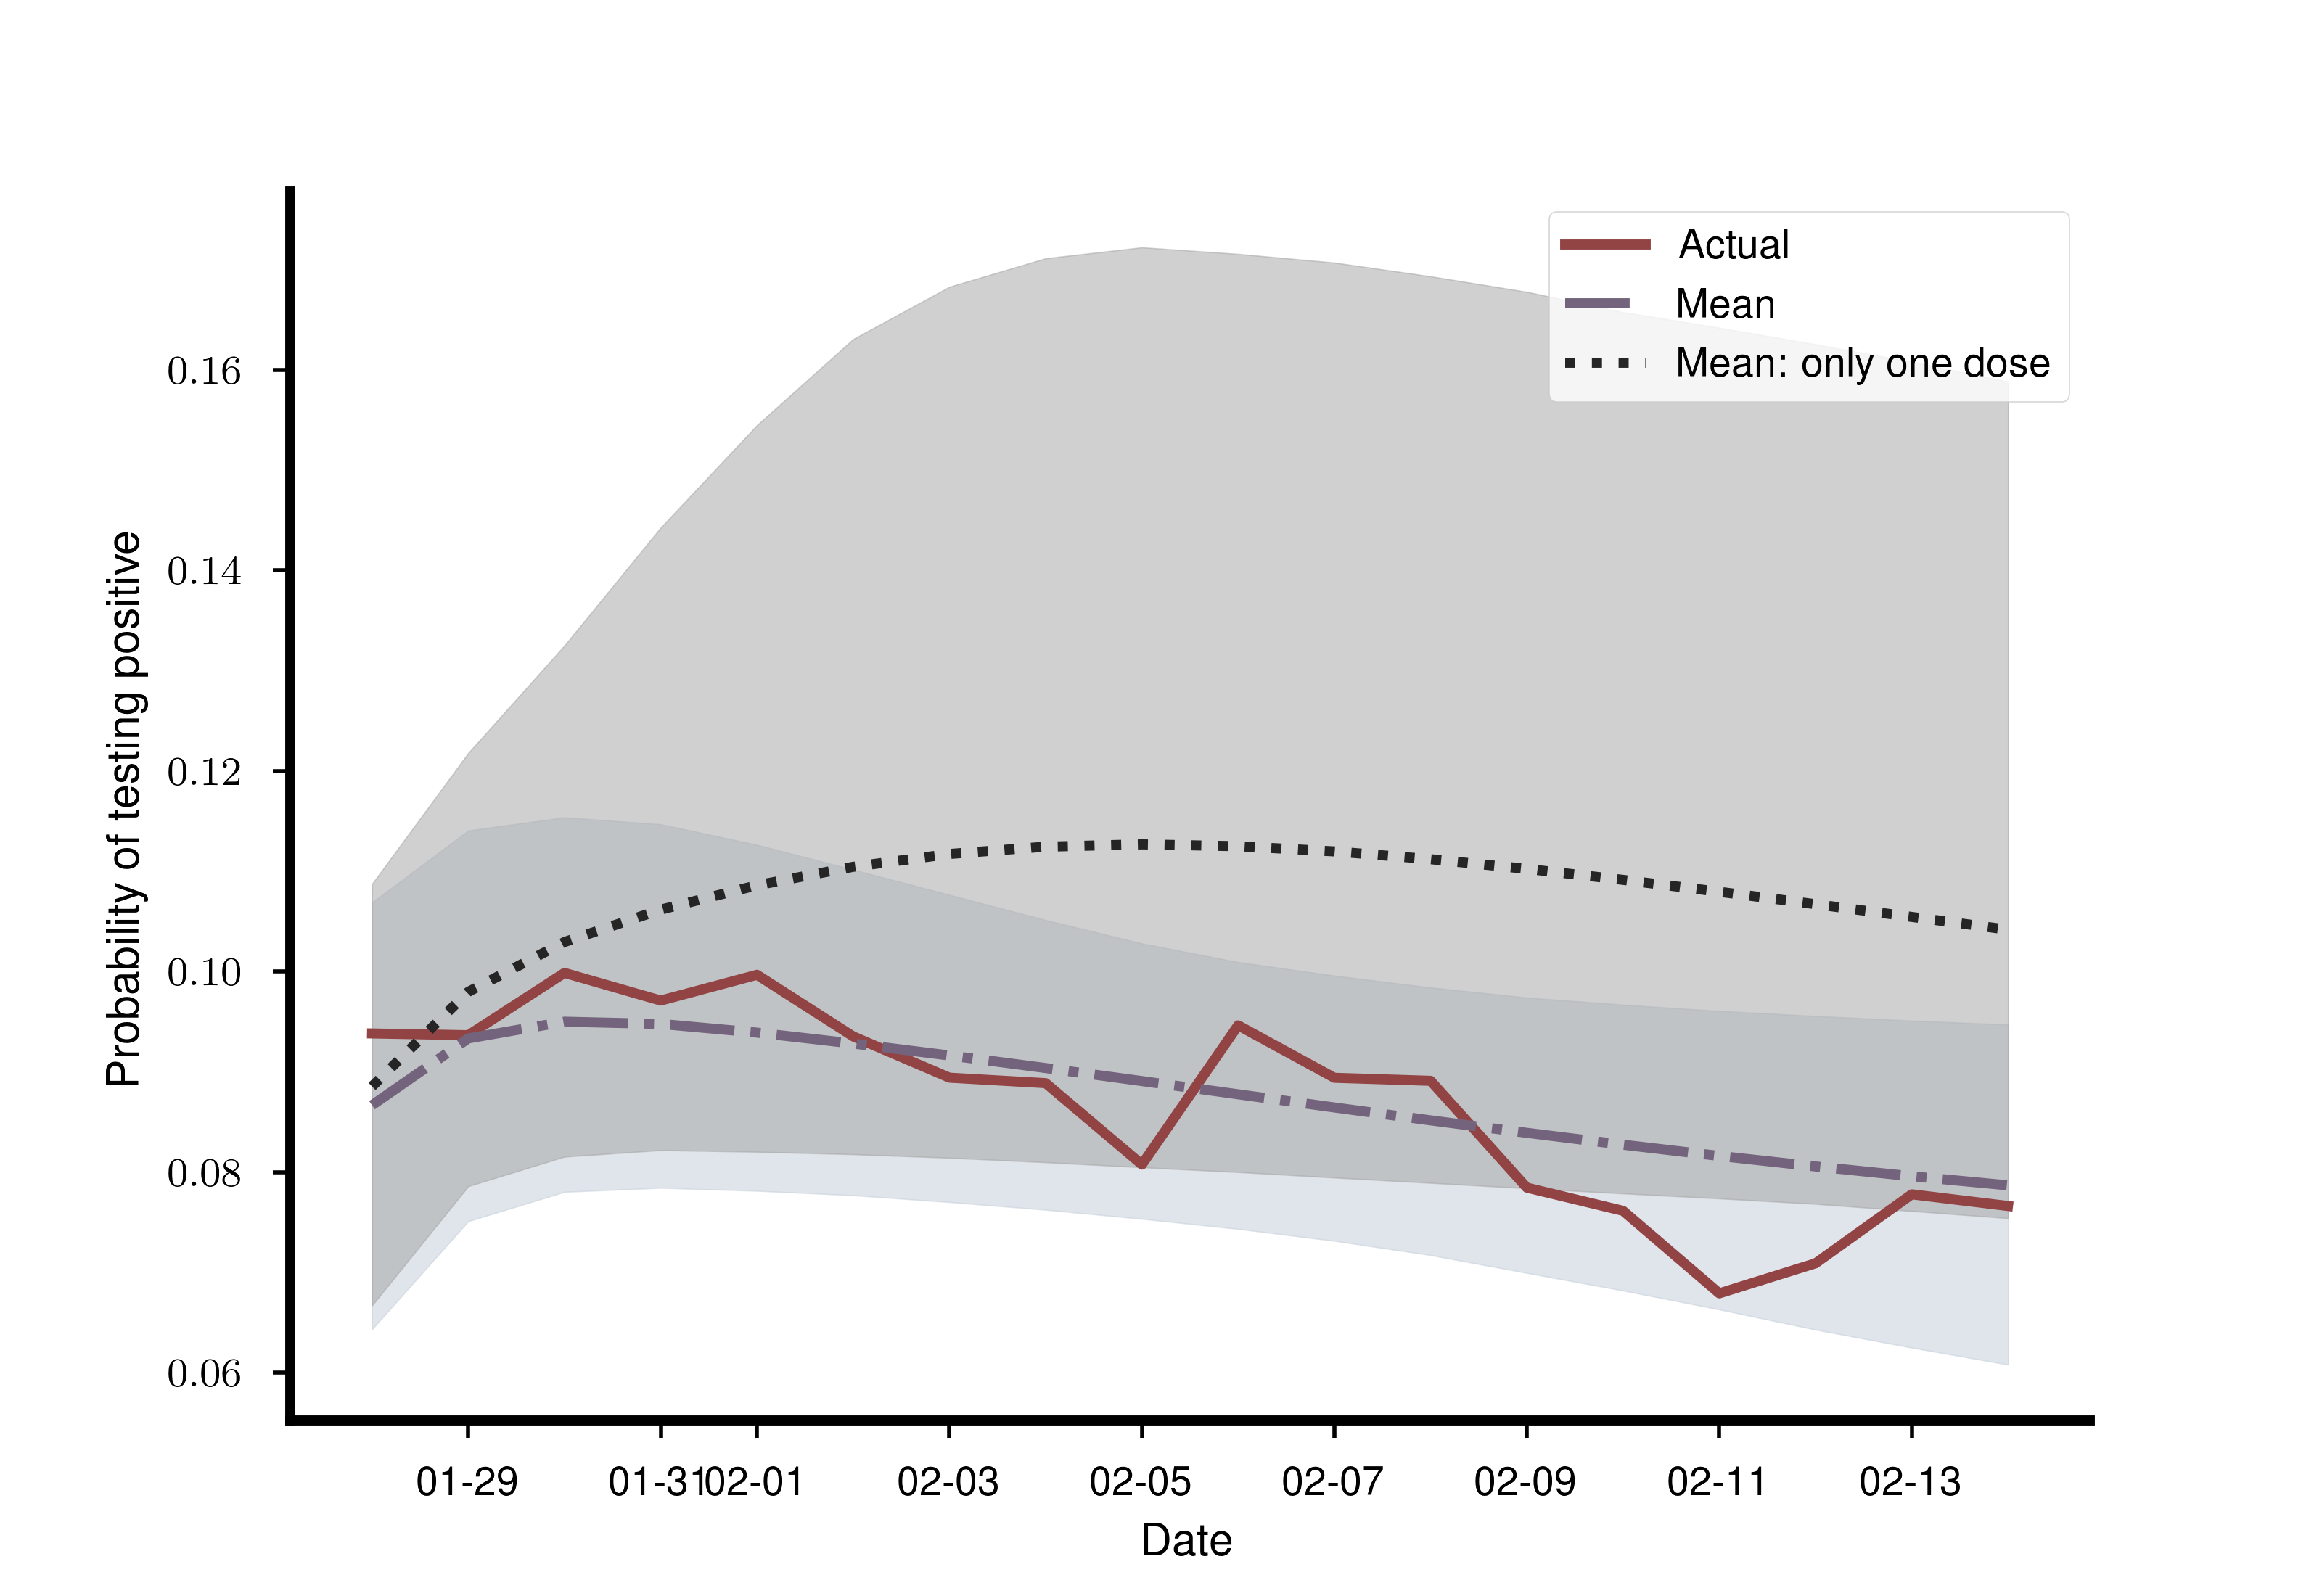 Actual
Mean
Mean: only one dose
Probability of testing positive
0.16
0.14
0.12
0.10
0.08
0.06
01-29 01-31 02-01 02-03 02-05 02-07 02-09 02-11 02-13
Date